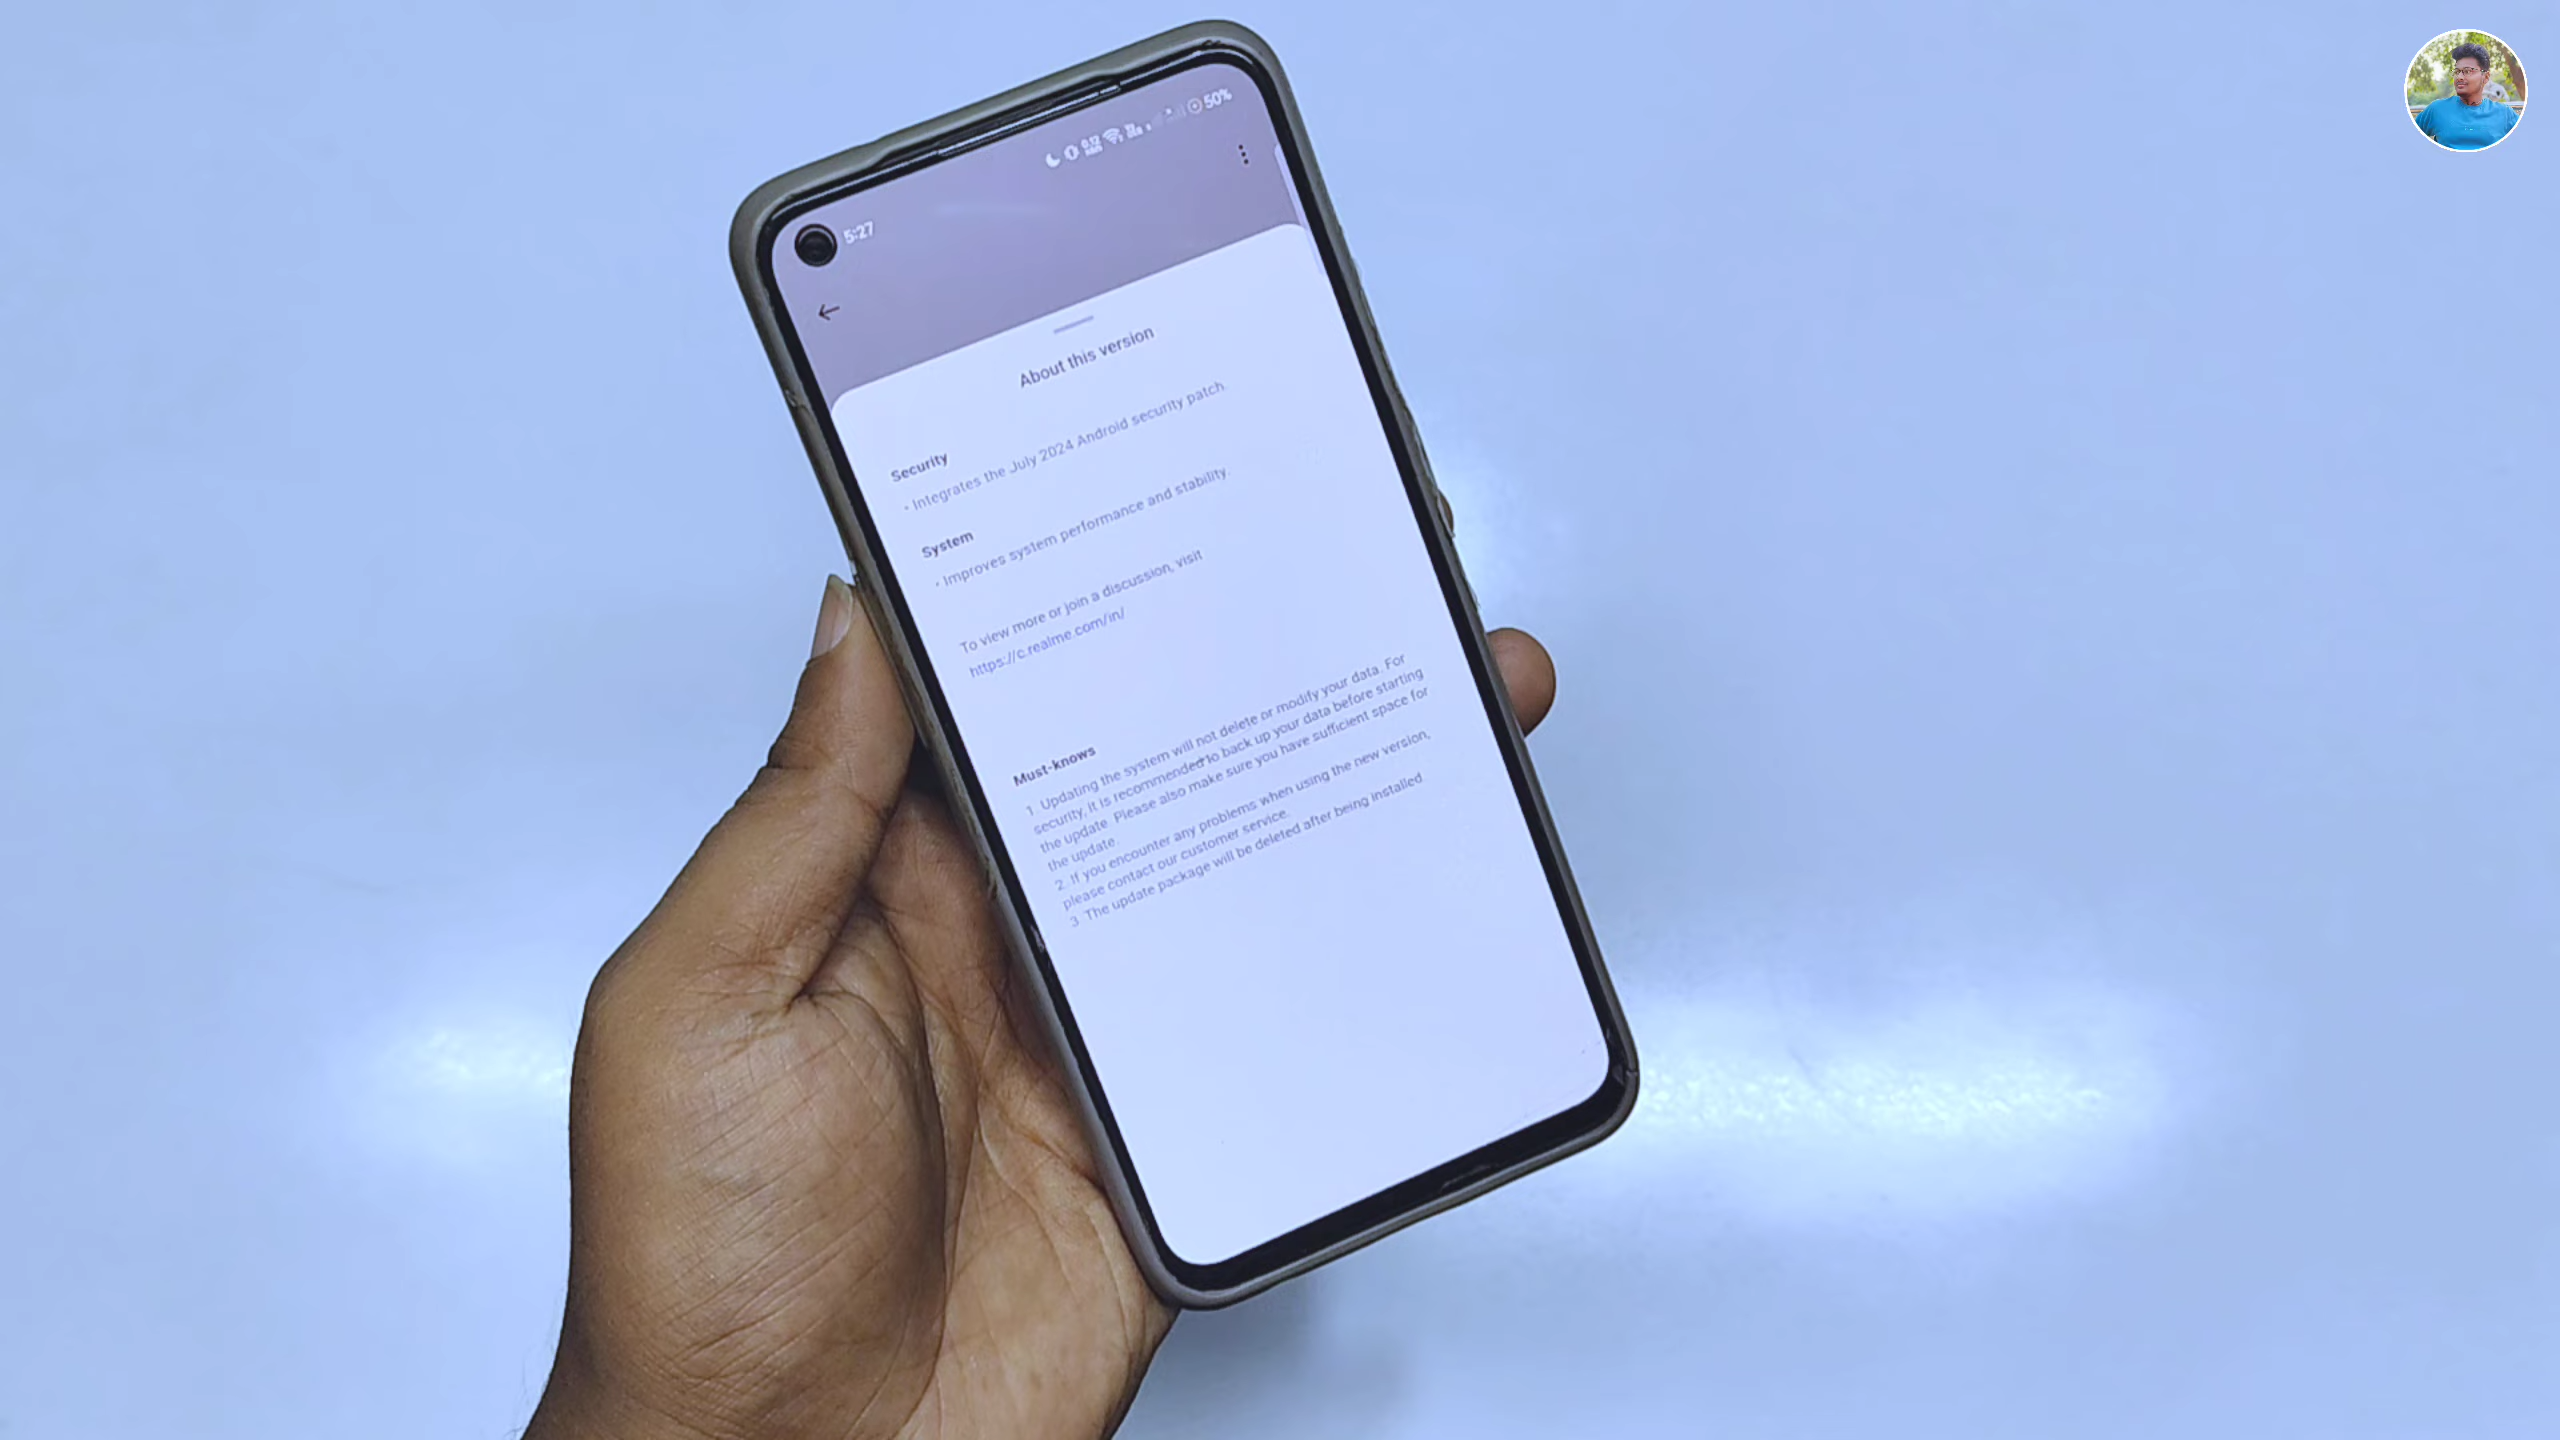 5:27
50%
About this version
Security
• Integrates the July 2024 Android security patch.
System
• Improves system performance and stability.
To view more or join a discussion, visit
https://c.realme.com/in/
Must-knows
1. Updating the system will not delete or modify your data. For
security, it is recommended to back up your data before starting
the update. Please also make sure you have sufficient space for
the update.
2. If you encounter any problems when using the new version,
please contact our customer service.
3. The update package will be deleted after being installed